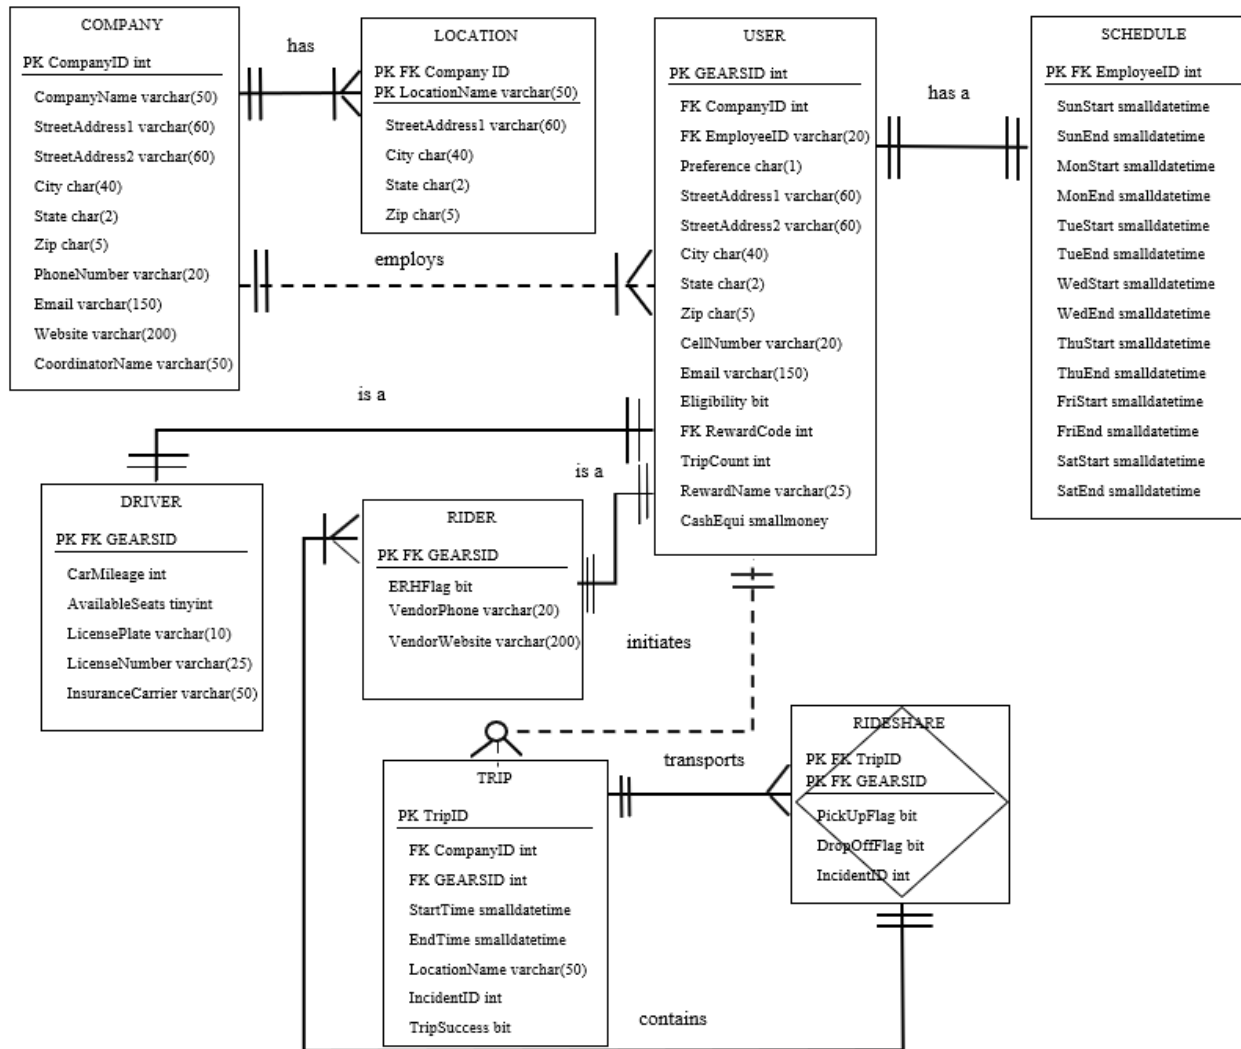 COMPANY
PK CompanyID int
CompanyName varchar(50)
StreetAddress1 varchar(60)
StreetAddress2 varchar(60)
City char(40)
State char(2)
Zip char(5)
PhoneNumber varchar(20)
Email varchar(150)
Website varchar(200)
CoordinatorName varchar(50)
has
LOCATION
PK FK Company ID
PK LocationName varchar(50)
StreetAddress1 varchar(60)
City char(40)
State char(2)
Zip char(5)
employs
USER
PK GEARSID int
FK CompanyID int
FK EmployeeID varchar(20)
Preference char(1)
StreetAddress1 varchar(60)
StreetAddress2 varchar(60)
City char(40)
State char(2)
Zip char(5)
CellNumber varchar(20)
Email varchar(150)
Eligibility bit
FK RewardCode int
TripCount int
RewardName varchar(25)
CashEqui smallmoney
has a
SCHEDULE
PK FK EmployeeID int
SunStart smalldatetime
SunEnd smalldatetime
MonStart smalldatetime
MonEnd smalldatetime
TueStart smalldatetime
TueEnd smalldatetime
WedStart smalldatetime
WedEnd smalldatetime
ThuStart smalldatetime
ThuEnd smalldatetime
FriStart smalldatetime
FriEnd smalldatetime
SatStart smalldatetime
SatEnd smalldatetime
is a
is a
DRIVER
PK FK GEARSID
CarMileage int
AvailableSeats tinyint
LicensePlate varchar(10)
LicenseNumber varchar(25)
InsuranceCarrier varchar(50)
RIDER
PK FK GEARSID
ERHFlag bit
VendorPhone varchar(20)
VendorWebsite varchar(200)
initiates
TRIP
PK TripID
FK CompanyID int
FK GEARSID int
StartTime smalldatetime
EndTime smalldatetime
LocationName varchar(50)
IncidentID int
TripSuccess bit
transports
RIDESHARE
PK FK TripID
PK FK GEARSID
PickUpFlag bit
DropOffFlag bit
IncidentID int
contains